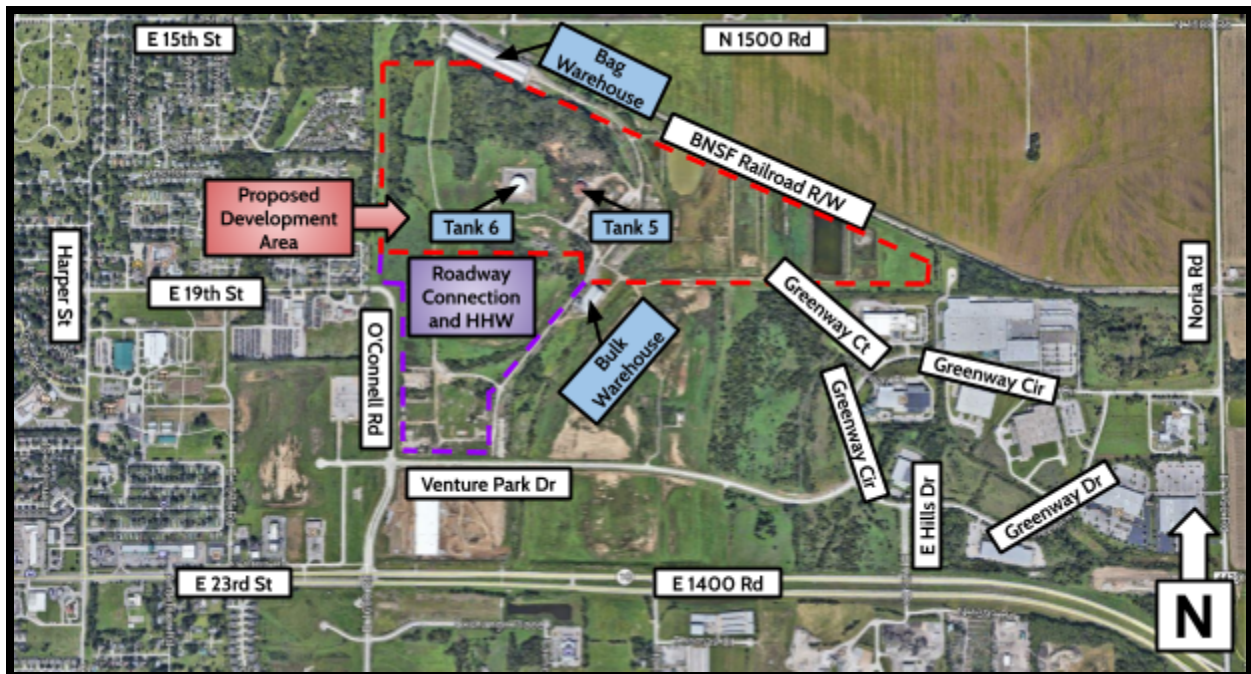 E 15th St
N 1500 Rd
Bag
Warehouse
BNSF Railroad R/W
Proposed
Development
Area
Tank 6
Tank 5
Harper St
E 19th St
Roadway
Connection
and HHW
O'Connell Rd
Bulk
Warehouse
Greenway Ct
Greenway Cir
Noria Rd
Greenway Cir
Venture Park Dr
E Hills Dr
Greenway Dr
E 23rd St
E 1400 Rd
N